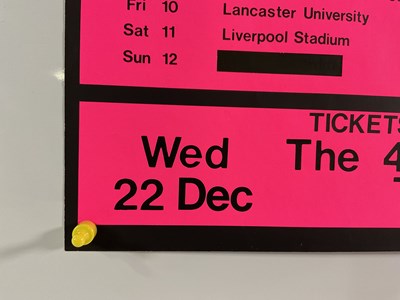 Fri 10 Lancaster University
Sat 11 Liverpool Stadium
Sun 12
TICKETS
Wed The
22 Dec